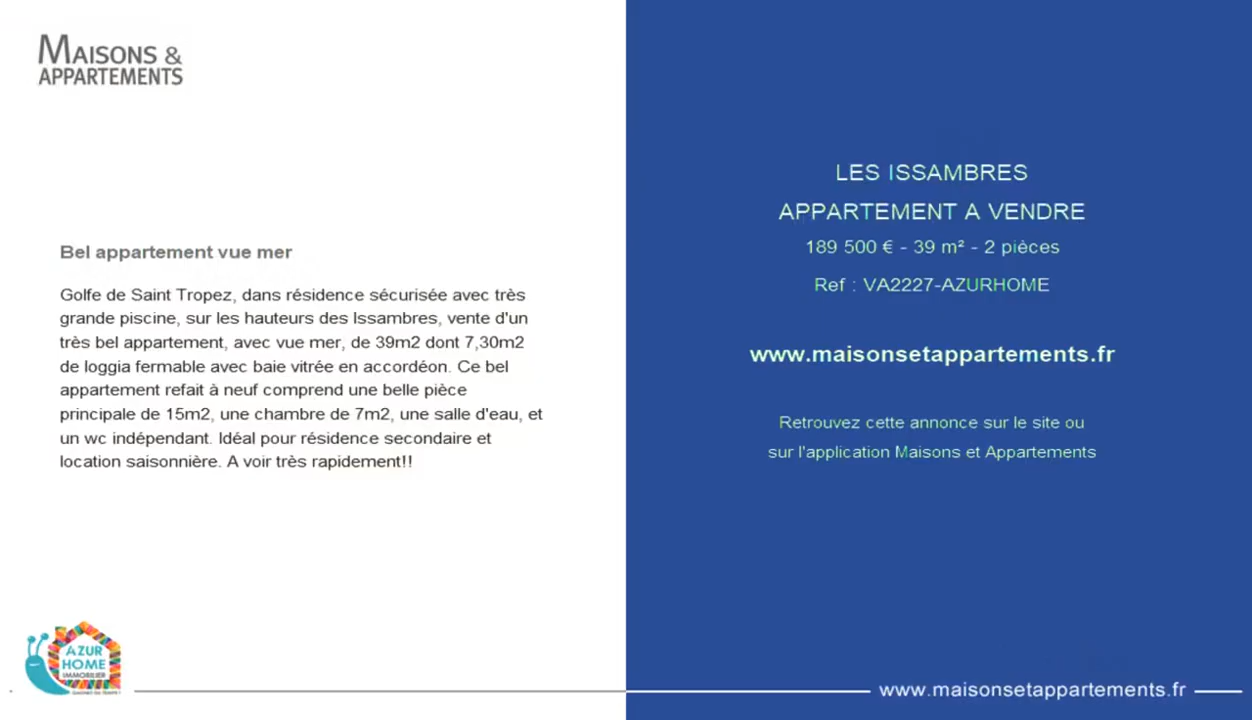 MAISONS &
APPARTEMENTS
Bel appartement vue mer
Golfe de Saint Tropez, dans résidence sécurisée avec très
grande piscine, sur les hauteurs des Issambres, vente d'un
très bel appartement, avec vue mer, de 39m2 dont 7,30m2
de loggia fermable avec baie vitrée en accordéon. Ce bel
appartement refait à neuf comprend une belle pièce
principale de 15m2, une chambre de 7m2, une salle d'eau, et
un wc indépendant. Idéal pour résidence secondaire et
location saisonnière. A voir très rapidement!!
AZUR
HOME
IMMOBILIER
LES ISSAMBRES
APPARTEMENT A VENDRE
189 500 € - 39 m² - 2 pièces
Ref : VA2227-AZURHOME
www.maisonsetappartements.fr
Retrouvez cette annonce sur le site ou
sur l'application Maisons et Appartements
www.maisonsetappartements.fr